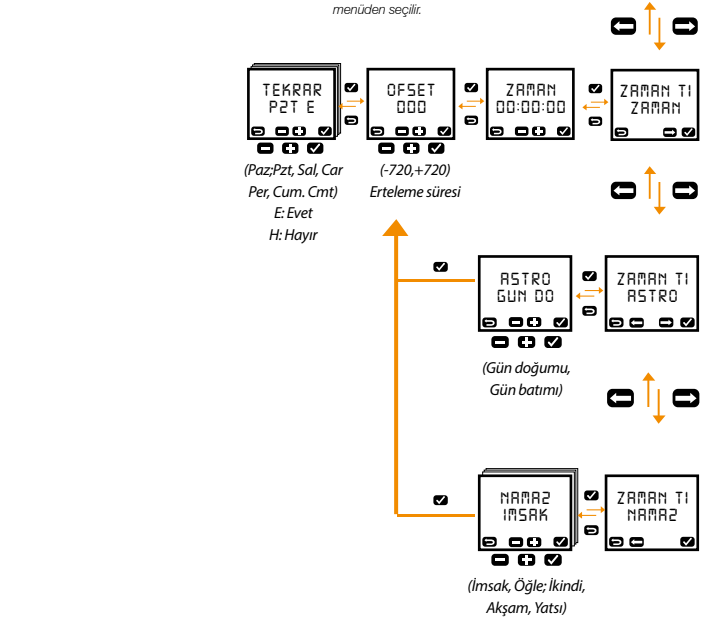 menüden seçilir.
TEKRAR
PZT E
OFSET
000
ZAMAN
00:00:00
ZAMAN TI
ZAMAN
(Paz;Pzt, Sal, Car
Per, Cum. Cmt)
E: Evet
H: Hayır
(-720,+720)
Erteleme süresi
ASTRO
GUN DO
ZAMAN TI
ASTRO
(Gün doğumu,
Gün batımı)
NAMAZ
IMSAK
ZAMAN TI
NAMAZ
(İmsak, Öğle; İkindi,
Akşam, Yatsı)